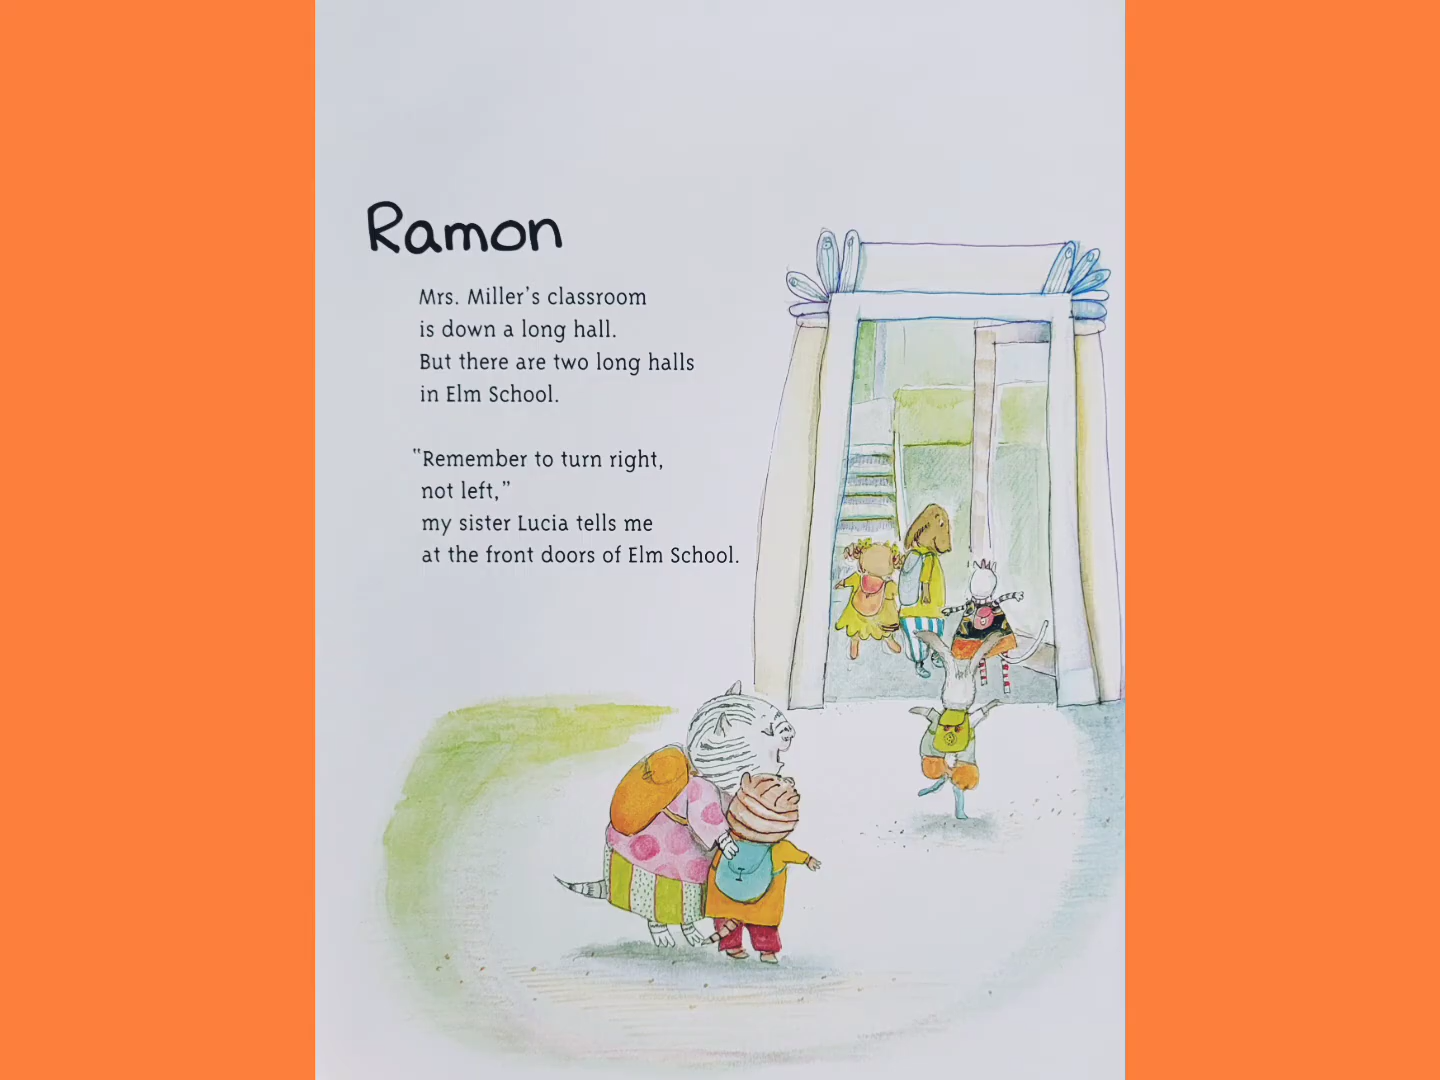 Ramon
Mrs. Miller's classroom
is down a long hall.
But there are two long halls
in Elm School.
"Remember to turn right,
not left,"
my sister Lucia tells me
at the front doors of Elm School.